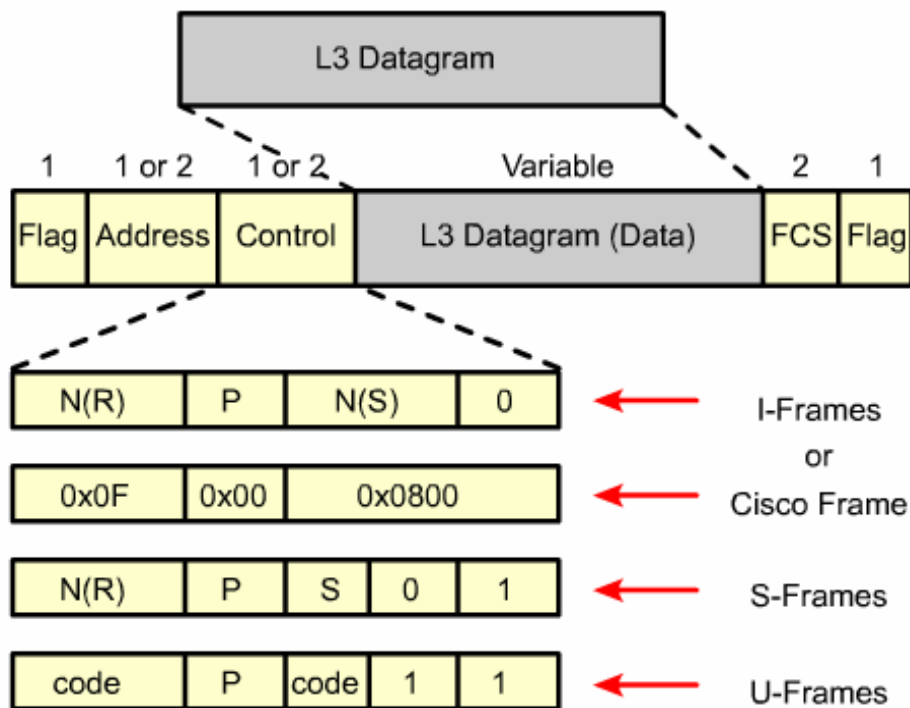 L3 Datagram
1 1 or 2 1 or 2 Variable 2 1
Flag Address Control L3 Datagram (Data) FCS Flag
N(R) P N(S) 0
I-Frames
or
0x0F 0x00 0x0800
Cisco Frame
N(R) P S 0 1
S-Frames
code P code 1 1
U-Frames